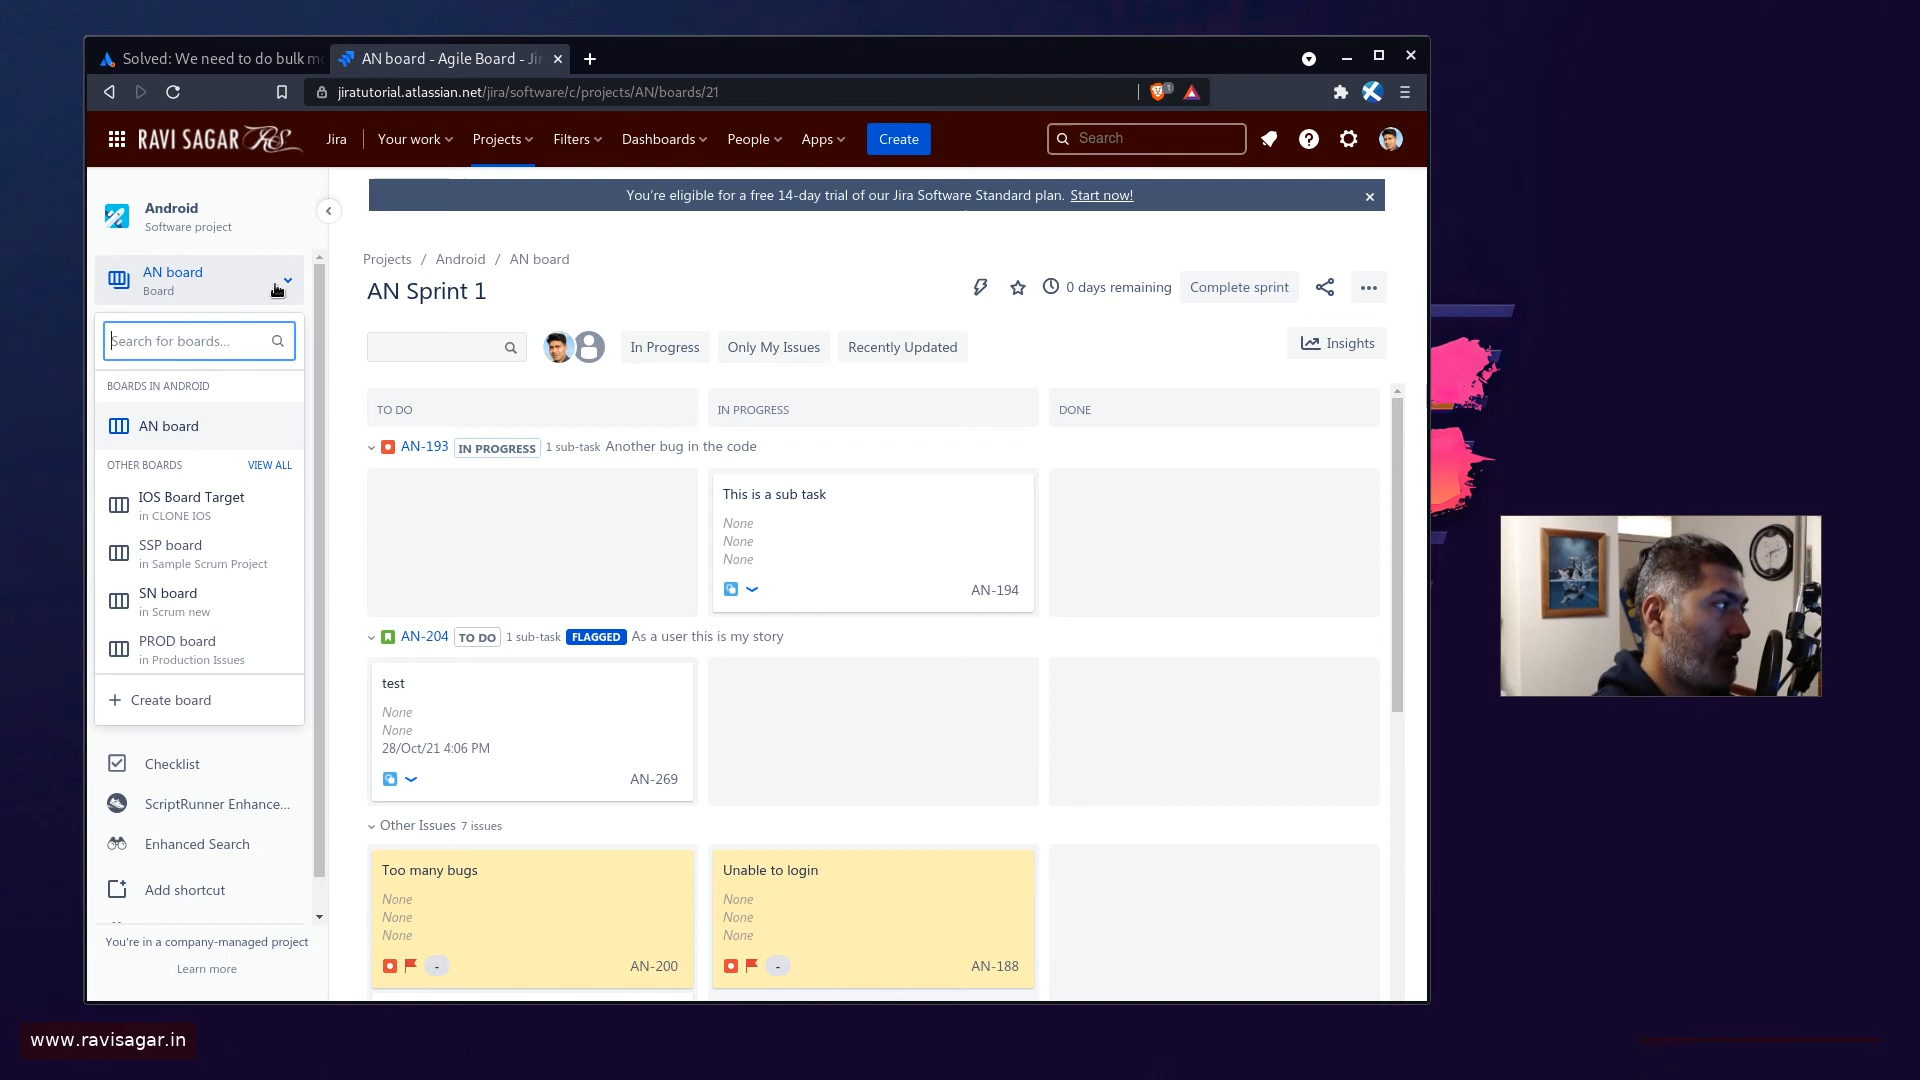 Solved: We need to do bulk m
AN board - Agile Board - Jir
jiratutorial.atlassian.net/jira/software/c/projects/AN/boards/21
1
RAVI SAGAR RS
Jira
Your work
Projects
Filters
Dashboards
People
Apps
Create
Search
Android
Software project
You're eligible for a free 14-day trial of our Jira Software Standard plan. Start now!
AN board
Board
Search for boards...
BOARDS IN ANDROID
AN board
OTHER BOARDS
VIEW ALL
IOS Board Target
in CLONE IOS
SSP board
in Sample Scrum Project
SN board
in Scrum new
PROD board
in Production Issues
+ Create board
Checklist
ScriptRunner Enhance...
Enhanced Search
Add shortcut
You're in a company-managed project
Learn more
Projects / Android / AN board
AN Sprint 1
0 days remaining
Complete sprint
In Progress
Only My Issues
Recently Updated
Insights
TO DO
IN PROGRESS
DONE
AN-193 IN PROGRESS 1 sub-task Another bug in the code
This is a sub task
None
None
None
AN-194
AN-204 TO DO 1 sub-task FLAGGED As a user this is my story
test
None
None
28/Oct/21 4:06 PM
AN-269
Other Issues 7 issues
Too many bugs
None
None
None
-
AN-200
Unable to login
None
None
None
-
AN-188
www.ravisagar.in